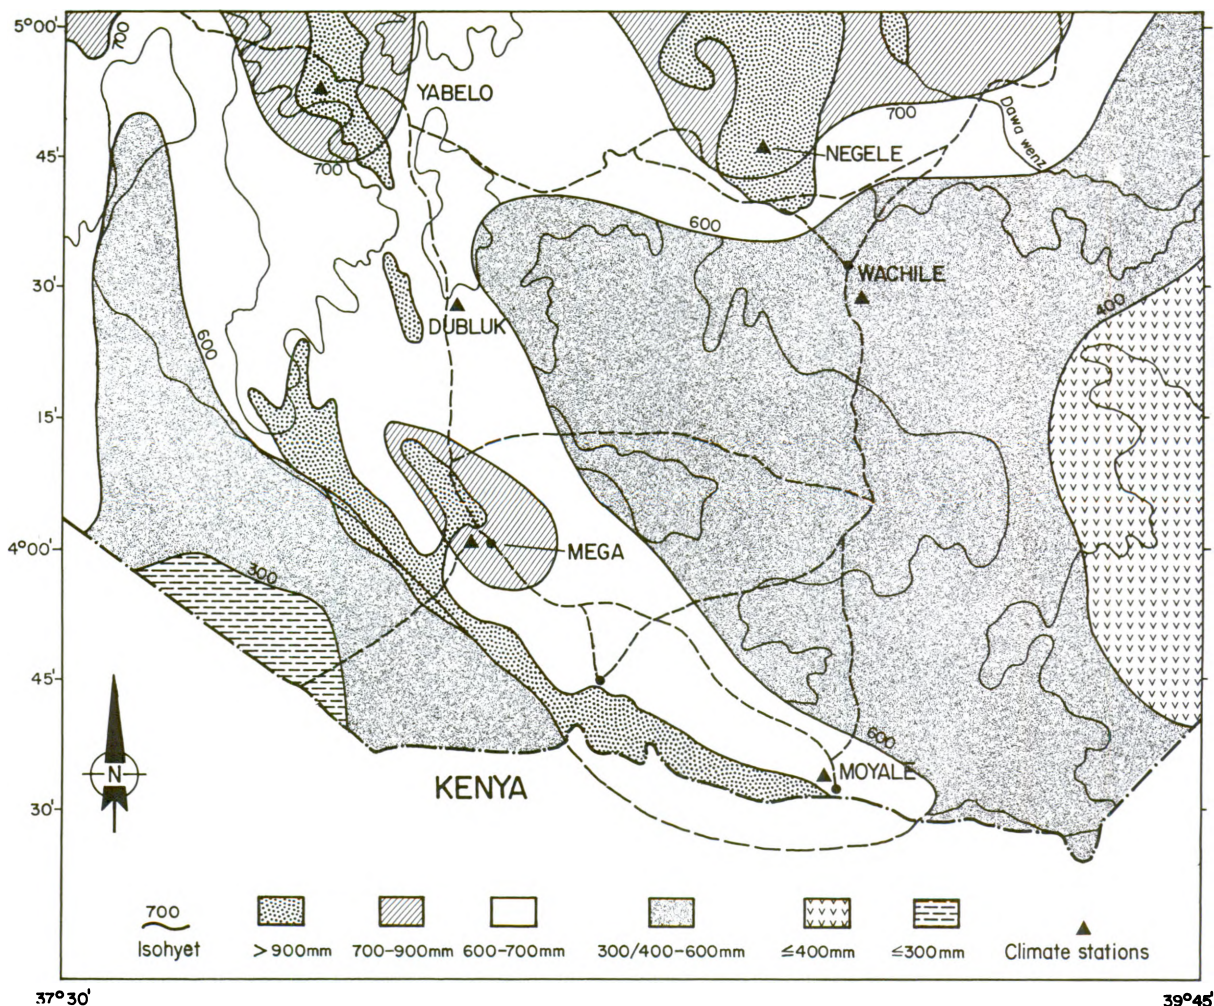 5°00'
700
YABELO
700
700
Dawa wenz
45'
NEGELE
600
30'
WACHILE
DUBLUK
400
600
15'
4°00'
MEGA
300
45'
600
MOYALE
N
KENYA
30'
700
Isohyet
>900mm
700-900mm
600-700mm
300/400-600mm
≤400mm
≤300mm
Climate stations
37°30'
39°45'